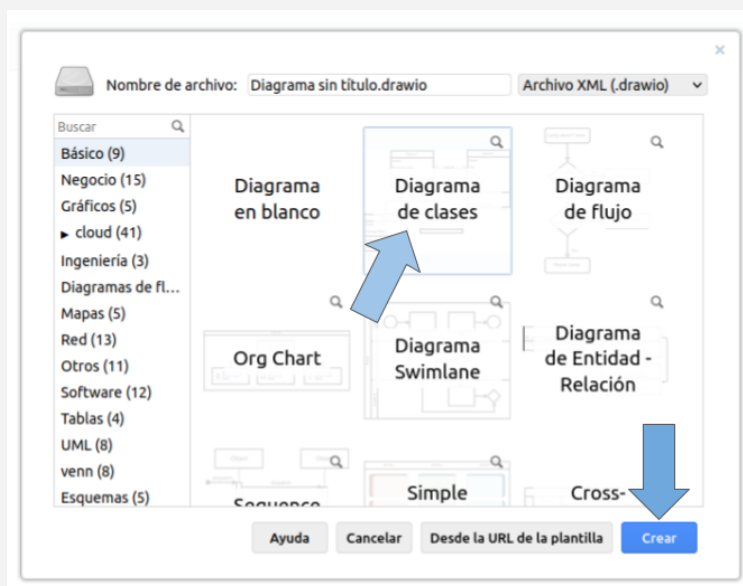 ×
Nombre de archivo: Diagrama sin título.drawio Archivo XML (.drawio)
Buscar
Básico (9)
Negocio (15)
Gráficos (5)
▸ cloud (41)
Ingeniería (3)
Diagramas de fl...
Mapas (5)
Red (13)
Otros (11)
Software (12)
Tablas (4)
UML (8)
venn (8)
Esquemas (5)
Diagrama
en blanco
Diagrama
de clases
Diagrama
de flujo
Org Chart
Diagrama
Swimlane
Diagrama
de Entidad -
Relación
Sequence
Simple
Cross-
Ayuda Cancelar Desde la URL de la plantilla Crear